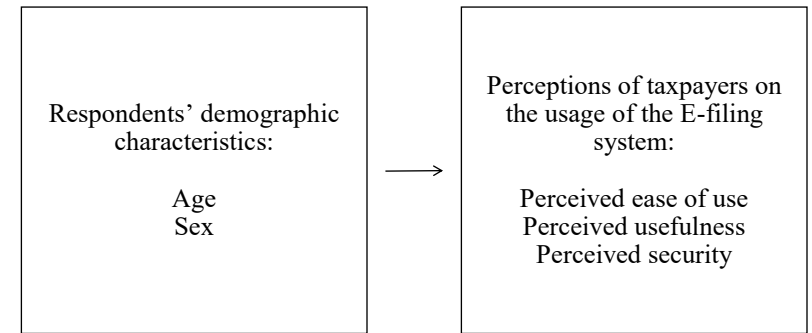 Respondents’ demographic
characteristics:
Age
Sex
Perceptions of taxpayers on
the usage of the E-filing
system:
Perceived ease of use
Perceived usefulness
Perceived security